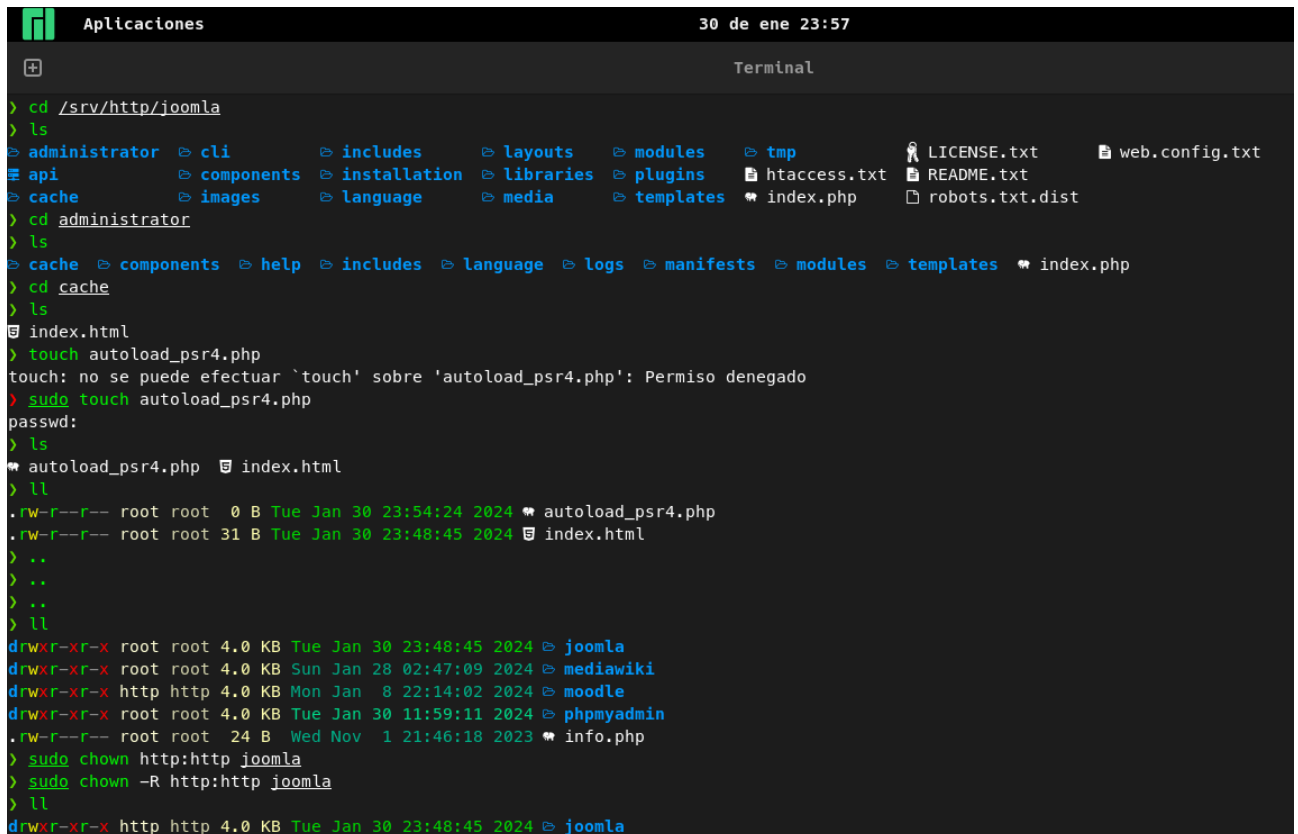 Aplicaciones 30 de ene 23:57
Terminal
❯ cd /srv/http/joomla
❯ ls
administrator cli includes layouts modules tmp LICENSE.txt web.config.txt
api components installation libraries plugins htaccess.txt README.txt
cache images language media templates index.php robots.txt.dist
❯ cd administrator
❯ ls
cache components help includes language logs manifests modules templates index.php
❯ cd cache
❯ ls
index.html
❯ touch autoload_psr4.php
touch: no se puede efectuar `touch' sobre 'autoload_psr4.php': Permiso denegado
❯ sudo touch autoload_psr4.php
passwd:
❯ ls
autoload_psr4.php index.html
❯ ll
.rw-r--r-- root root 0 B Tue Jan 30 23:54:24 2024 autoload_psr4.php
.rw-r--r-- root root 31 B Tue Jan 30 23:48:45 2024 index.html
❯ ..
❯ ..
❯ ..
❯ ll
drwxr-xr-x root root 4.0 KB Tue Jan 30 23:48:45 2024 joomla
drwxr-xr-x root root 4.0 KB Sun Jan 28 02:47:09 2024 mediawiki
drwxr-xr-x http http 4.0 KB Mon Jan 8 22:14:02 2024 moodle
drwxr-xr-x root root 4.0 KB Tue Jan 30 11:59:11 2024 phpmyadmin
.rw-r--r-- root root 24 B Wed Nov 1 21:46:18 2023 info.php
❯ sudo chown http:http joomla
❯ sudo chown -R http:http joomla
❯ ll
drwxr-xr-x http http 4.0 KB Tue Jan 30 23:48:45 2024 joomla